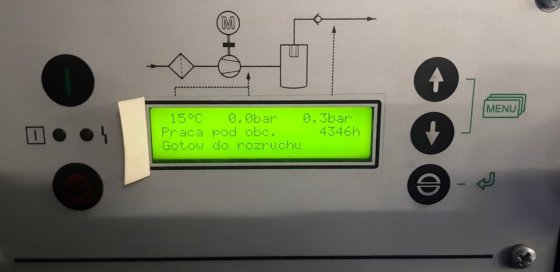 M
15°C 0.0bar 0.3bar
Praca pod obc. 4346h
Gotow do rozruchu
MENU
I